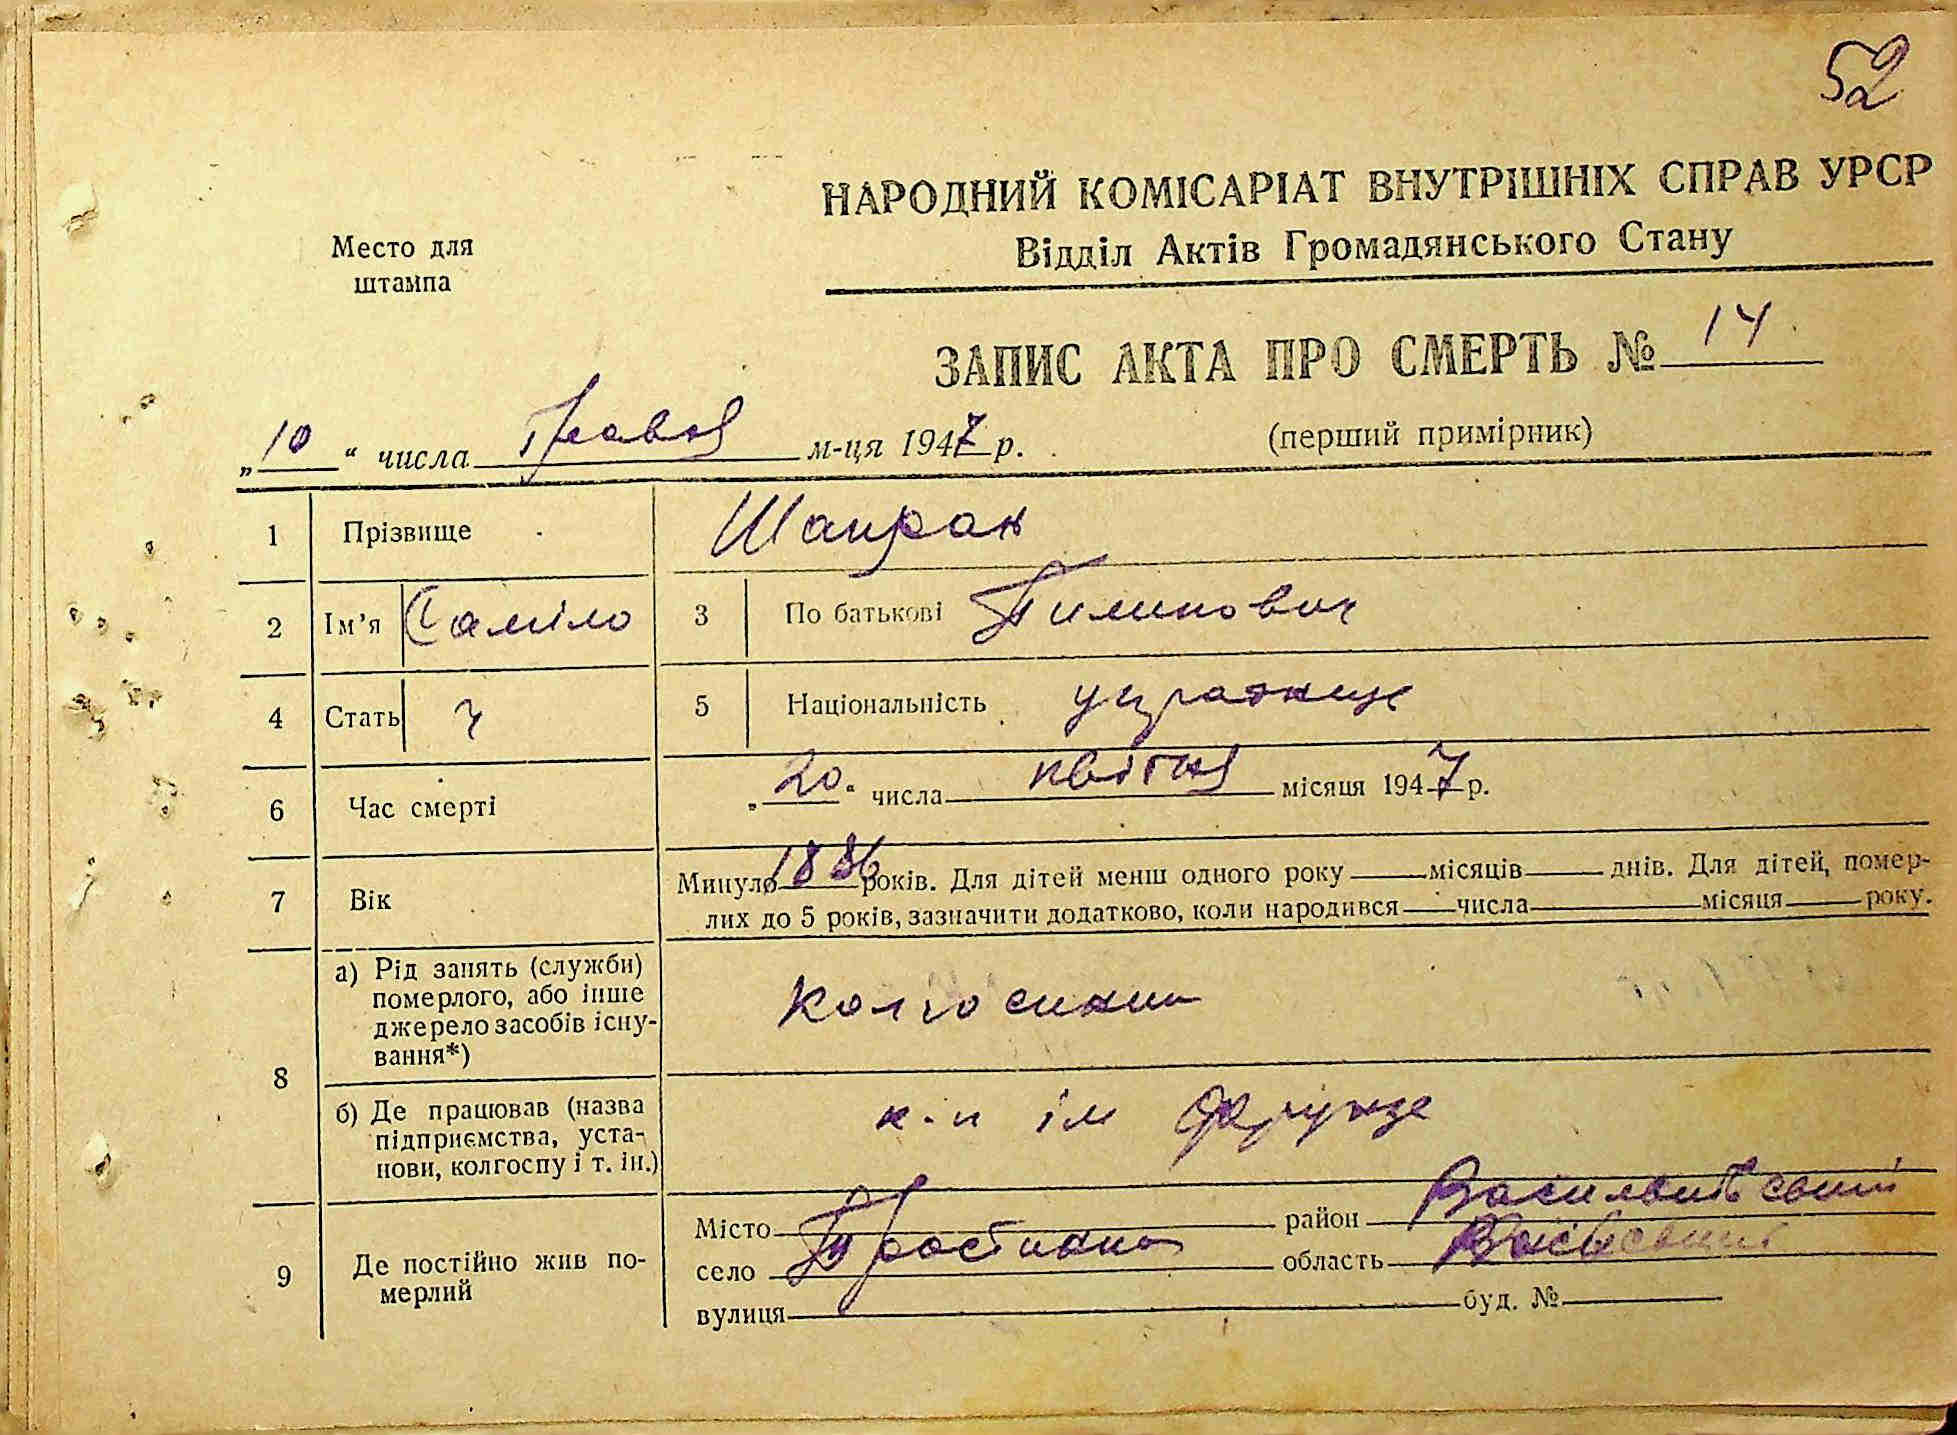 52
НАРОДНИЙ КОМІСАРІАТ ВНУТРІШНІХ СПРАВ УРСР
Відділ Актів Громадянського Стану
Место для
штампа
ЗАПИС АКТА ПРО СМЕРТЬ № 14
„10“ числа Травня м-ця 1947 р.
(перший примірник)
1 Прізвище Шапран
2 Ім’я 3 По батькові Пилипович
4 Стать ч 5 Національність українець
6 Час смерті „20“ числа квітня місяця 1947 р.
7 Вік Минуло 1886 років. Для дітей менш одного року місяців днів. Для дітей, помер-
лих до 5 років, зазначити додатково, коли народився числа місяця року.
8 а) Рід занять (служби)
померлого, або інше
джерело засобів існу-
вання*)
колгоспник
б) Де працював (назва
підприємства, уста-
нови, колгоспу і т. ін.)
к-п ім Фрунзе
9 Де постійно жив по-
мерлий
Місто район
село область
вулиця буд. №